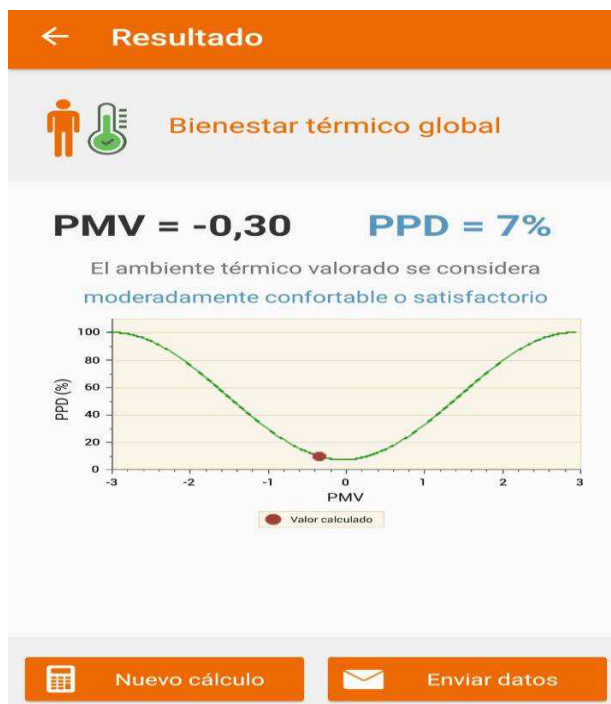 Resultado
Bienestar térmico global
PMV = -0,30
PPD = 7%
El ambiente térmico valorado se considera
moderadamente confortable o satisfactorio
100
80
60
40
20
0
PPD (%)
-3
-2
-1
0
1
2
3
PMV
Valor calculado
Nuevo cálculo
Enviar datos